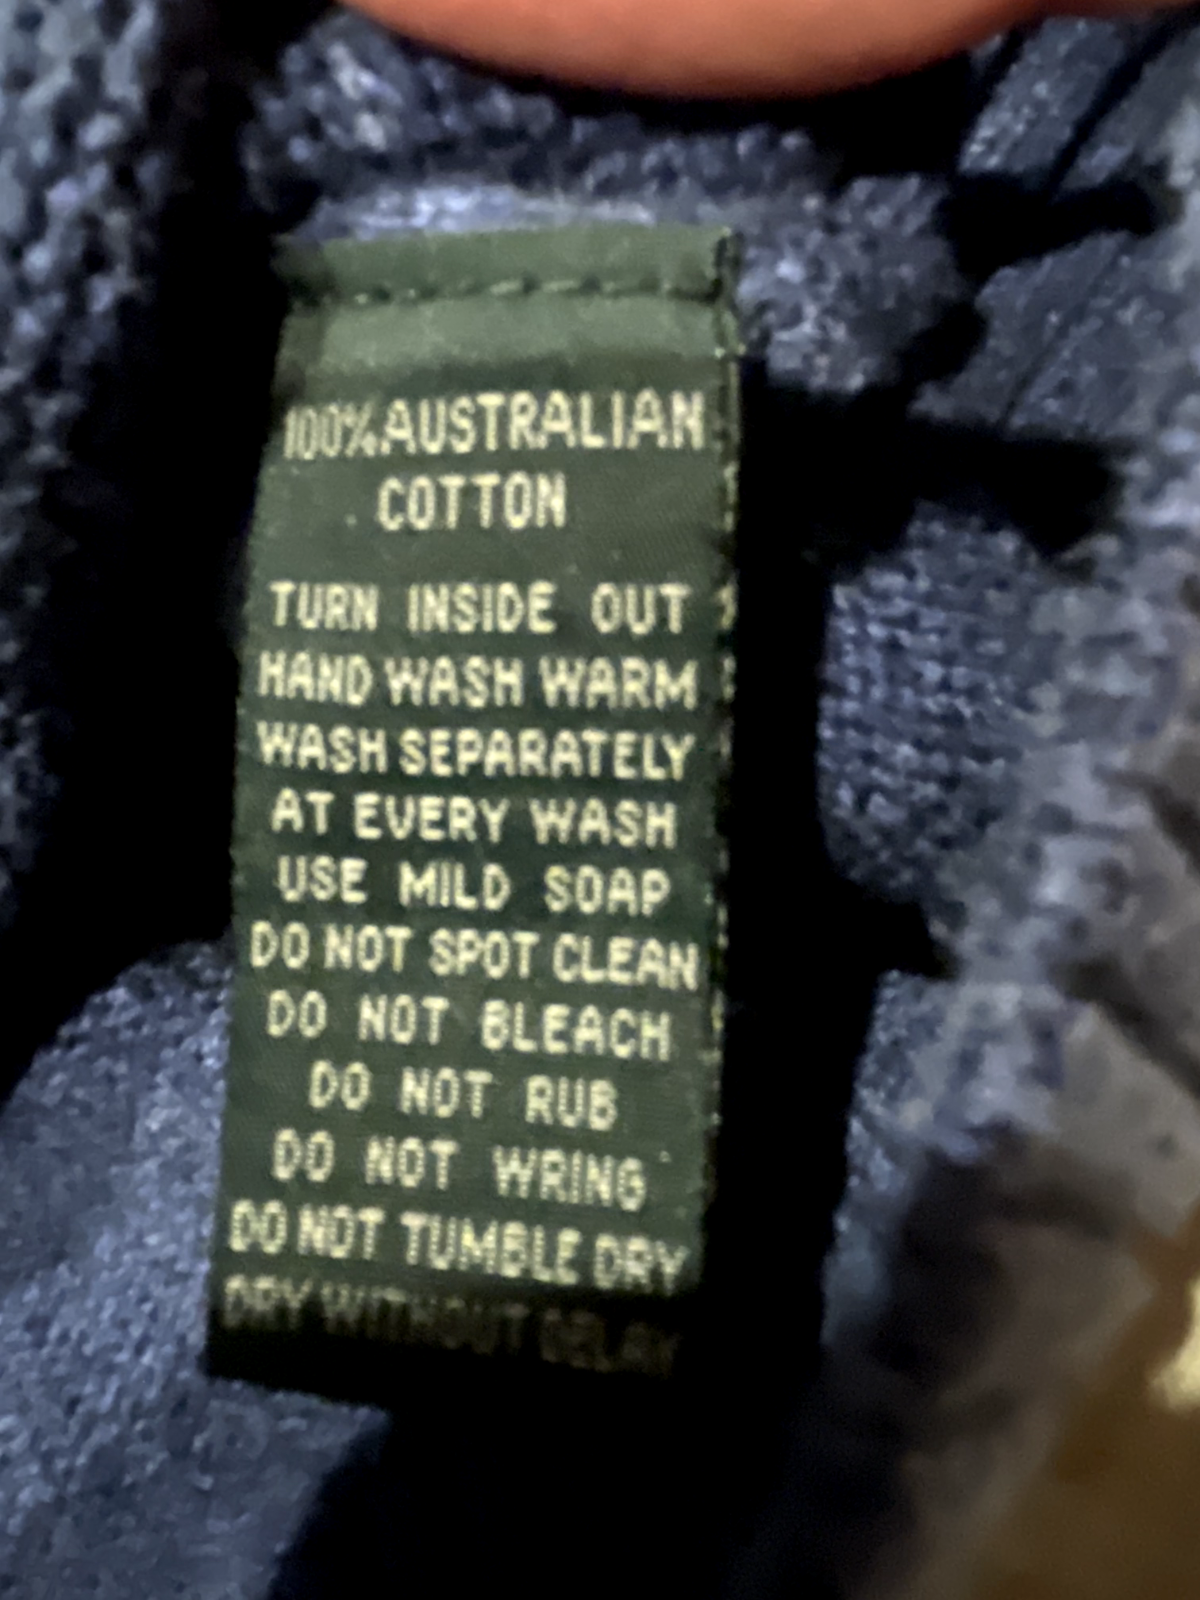 100% AUSTRALIAN
COTTON
TURN INSIDE OUT
HAND WASH WARM
WASH SEPARATELY
AT EVERY WASH
USE MILD SOAP
DO NOT SPOT CLEAN
DO NOT BLEACH
DO NOT RUB
DO NOT WRING
DO NOT TUMBLE DRY
DRY WITHOUT DELAY